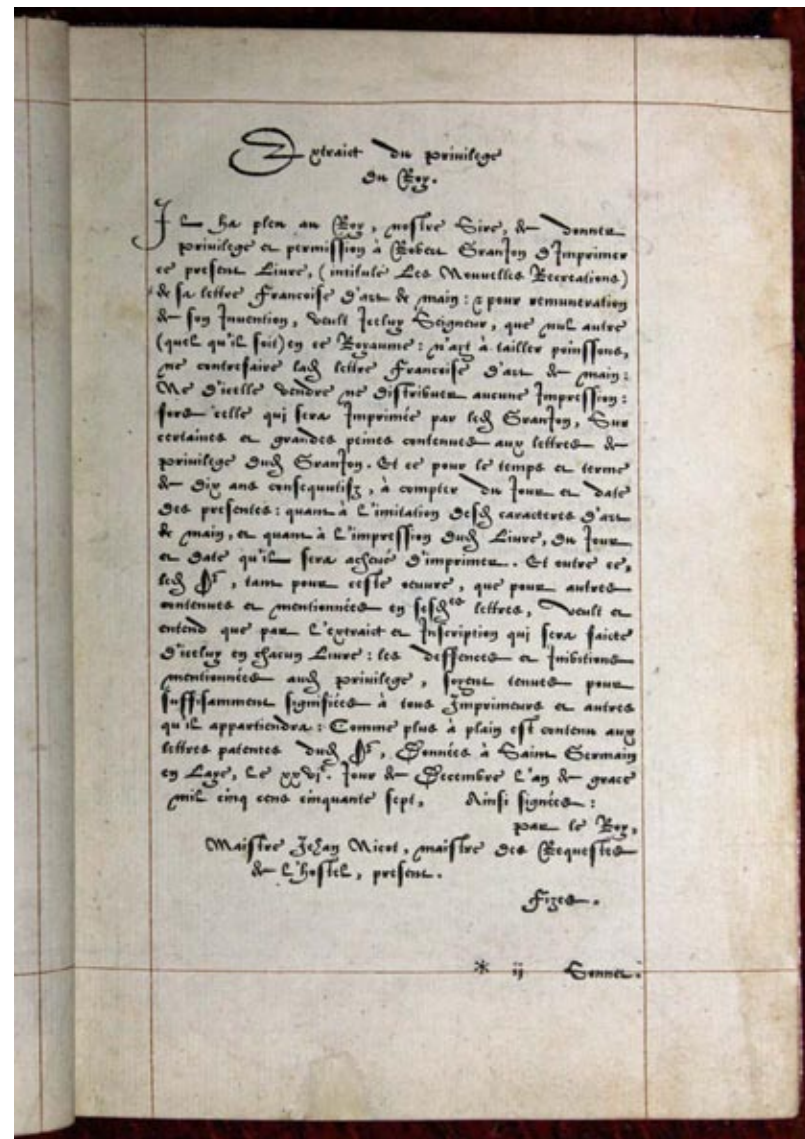 Extraict du privilege
du Roy.
Il ha pleu au Roy, nostre Sire, de donner
privilege et permission à Robert Granjon d'Imprimer
ce present Livre, (intitulé Les Nouvelles Recreations)
de sa lettre Francoise d'art de main: & pour remuneration
de son Invention, veult Icelux Seigneur, que nul autre
(quel qu'il soit) en ce Royaume: n'ayt à tailler poinssons,
ne contrefaire lad lettre Francoise d'art de main:
Ne d'icelle vendre ne distribuer aucune Impression:
fors celle qui sera Imprimée par led Granjon, Sur
certaines et grandes peines contenues aux lettres de
privilege dud Granjon. Et ce pour le temps et terme
de dix ans consequutifz, à compter du Jour et date
des presentes: quant à l'imitation desd caracteres d'art
de main, et quant à l'impression dud Livre, du Jour
et date qu'il sera achevé d'imprimer. Et outre ce,
led Sr, tant pour ceste oeuvre, que pour autres
contenues et mentionnées en sesd.tes lettres, veult et
entend que par l'extraict et Inscription qui sera faicte
d'iceluy en chacun Livre: les deffences et Inibitions
mentionnées aud privilege, soyent tenues pour
suffisamment signifiées à tous Imprimeurs et autres
qu'il appartiendra: Comme plus à plain est contenu aux
lettres patentes dud Sr, Données à Saint Germain
en Laye, Le xxvj.e Jour de Decembre L'an de grace
mil cinq cens cinquante sept, Ainsi signées:
par le Roy,
Maistre Jehan Nicot, maistre des Requestes
de l'hostel, present.
Fizes.
* ij Sonnet.